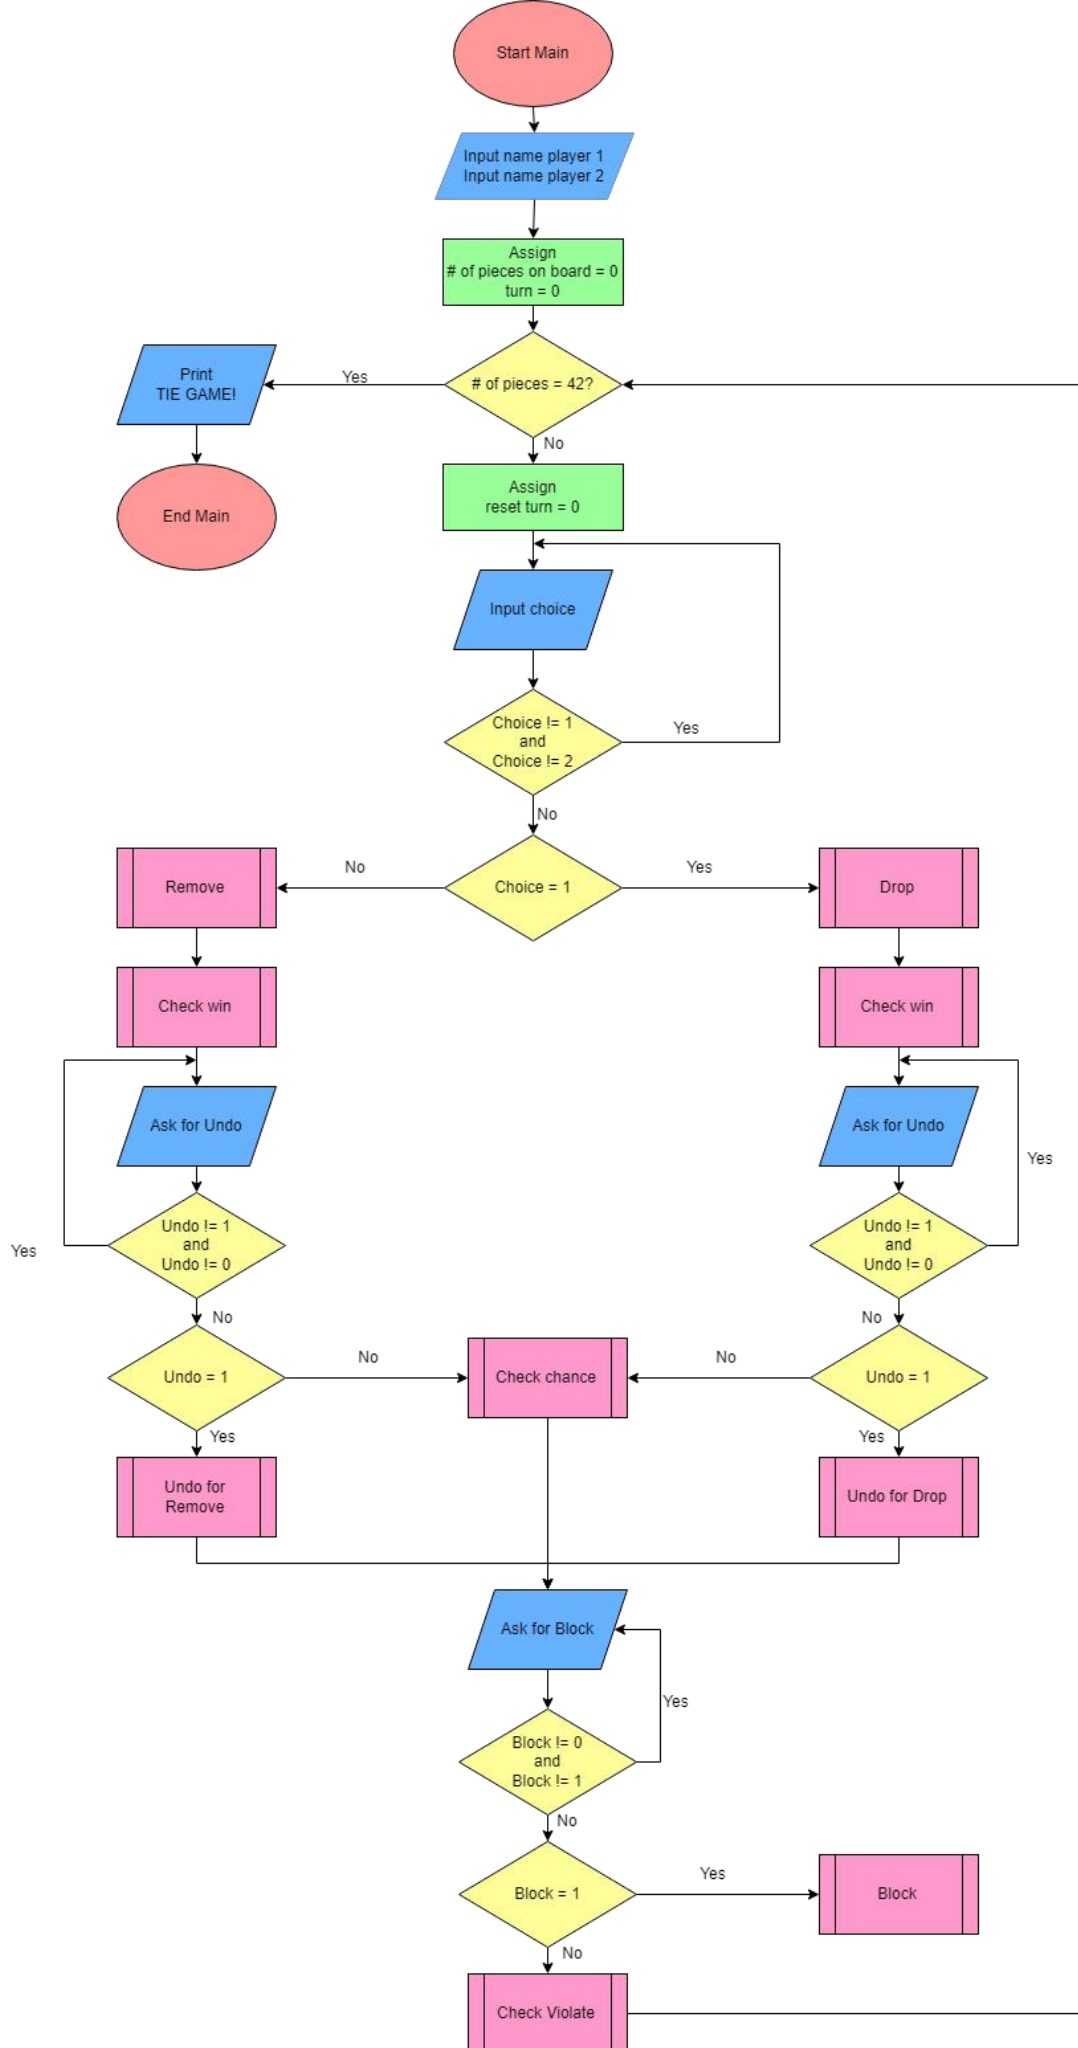 Start Main
Input name player 1
Input name player 2
Assign
# of pieces on board = 0
turn = 0
# of pieces = 42?
Yes
Print
TIE GAME!
No
End Main
Assign
reset turn = 0
Input choice
Choice != 1
and
Choice != 2
Yes
No
Remove
No
Choice = 1
Yes
Drop
Check win
Check win
Ask for Undo
Ask for Undo
Yes
Undo != 1
and
Undo != 0
Yes
Undo != 1
and
Undo != 0
No
No
Undo = 1
No
Check chance
No
Undo = 1
Yes
Yes
Undo for
Remove
Undo for Drop
Ask for Block
Yes
Block != 0
and
Block != 1
No
Block = 1
Yes
Block
No
Check Violate